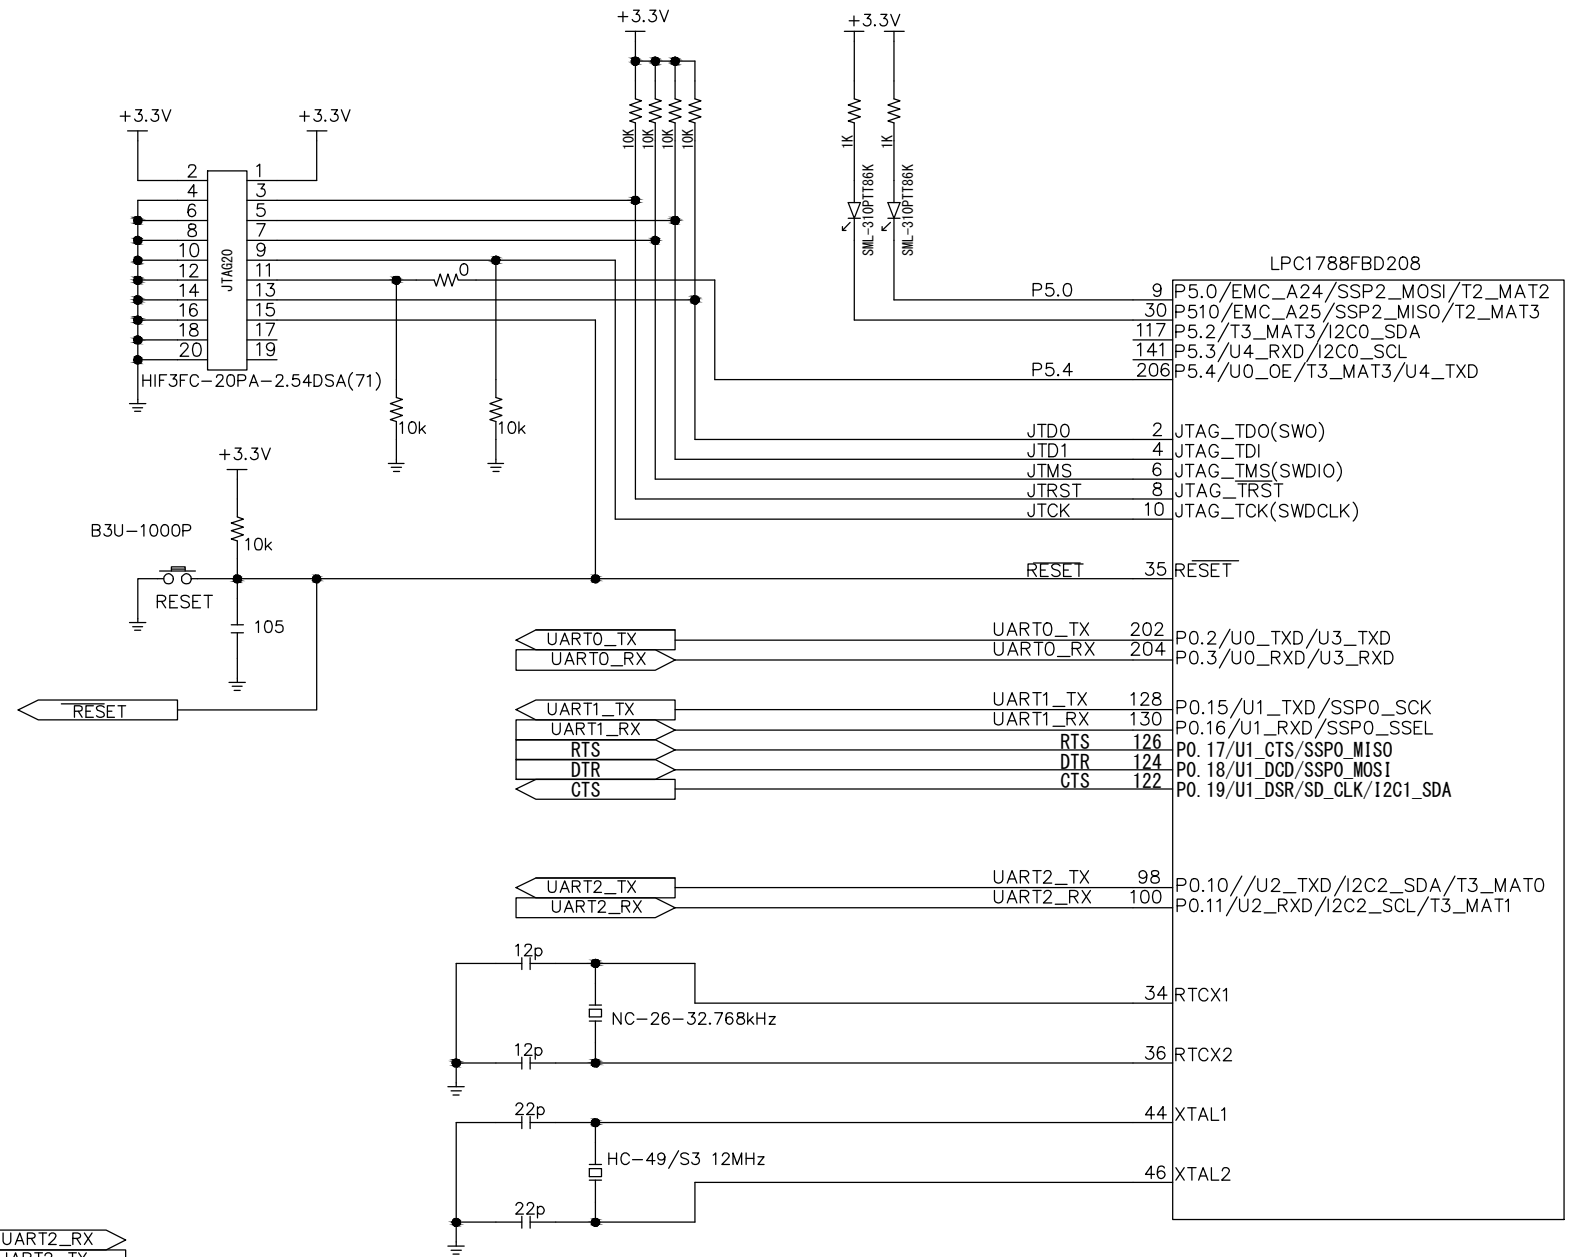 +3.3V
+3.3V
+3.3V
+3.3V
10K
10K
10K
10K
1K
1K
SML-310PTT86K
SML-310PTT86K
2
1
4
3
6
5
8
7
10
9
12
11
14
13
16
15
18
17
20
19
JTAG20
0
HIF3FC-20PA-2.54DSA(71)
10k
10k
LPC1788FBD208
P5.0 9 P5.0/EMC_A24/SSP2_MOSI/T2_MAT2
30 P510/EMC_A25/SSP2_MISO/T2_MAT3
117 P5.2/T3_MAT3/I2C0_SDA
141 P5.3/U4_RXD/I2C0_SCL
P5.4 206 P5.4/U0_OE/T3_MAT3/U4_TXD
JTD0 2 JTAG_TDO(SWO)
JTD1 4 JTAG_TDI
JTMS 6 JTAG_TMS(SWDIO)
JTRST 8 JTAG_TRST
JTCK 10 JTAG_TCK(SWDCLK)
+3.3V
10k
B3U-1000P
RESET
105
RESET
RESET 35 RESET
UART0_TX UART0_TX 202 P0.2/U0_TXD/U3_TXD
UART0_RX UART0_RX 204 P0.3/U0_RXD/U3_RXD
UART1_TX UART1_TX 128 P0.15/U1_TXD/SSP0_SCK
UART1_RX UART1_RX 130 P0.16/U1_RXD/SSP0_SSEL
RTS RTS 126 P0.17/U1_CTS/SSP0_MISO
DTR DTR 124 P0.18/U1_DCD/SSP0_MOSI
CTS CTS 122 P0.19/U1_DSR/SD_CLK/I2C1_SDA
UART2_TX UART2_TX 98 P0.10//U2_TXD/I2C2_SDA/T3_MAT0
UART2_RX UART2_RX 100 P0.11/U2_RXD/I2C2_SCL/T3_MAT1
12p
34 RTCX1
NC-26-32.768kHz
12p
36 RTCX2
22p
44 XTAL1
HC-49/S3 12MHz
46 XTAL2
22p
UART2_RX
UART2_TX